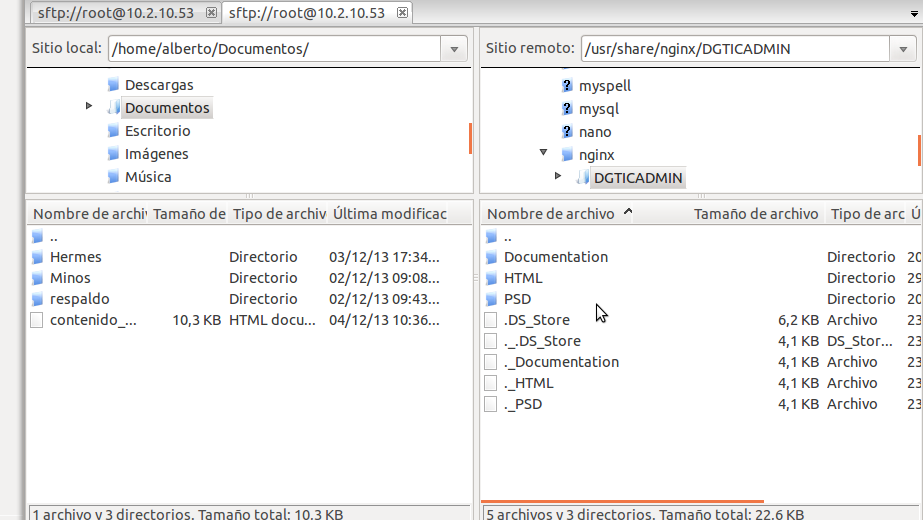 sftp://root@10.2.10.53 sftp://root@10.2.10.53
Sitio local: /home/alberto/Documentos/
Descargas
Documentos
Escritorio
Imágenes
Música
Nombre de archiv Tamaño de Tipo de archiv Última modificac
..
Hermes Directorio 03/12/13 17:34...
Minos Directorio 02/12/13 09:08...
respaldo Directorio 02/12/13 09:43...
contenido_... 10,3 KB HTML docu... 04/12/13 10:36...
1 archivo y 3 directorios. Tamaño total: 10.3 KB
Sitio remoto: /usr/share/nginx/DGTICADMIN
? myspell
? mysql
? nano
nginx
DGTICADMIN
Nombre de archivo Tamaño de archivo Tipo de arc Ú
..
Documentation Directorio 20
HTML Directorio 29
PSD Directorio 20
.DS_Store 6,2 KB Archivo 23
._.DS_Store 4,1 KB DS_Stor... 23
._Documentation 4,1 KB Archivo 23
._HTML 4,1 KB Archivo 23
._PSD 4,1 KB Archivo 23
5 archivos y 3 directorios. Tamaño total: 22.6 KB